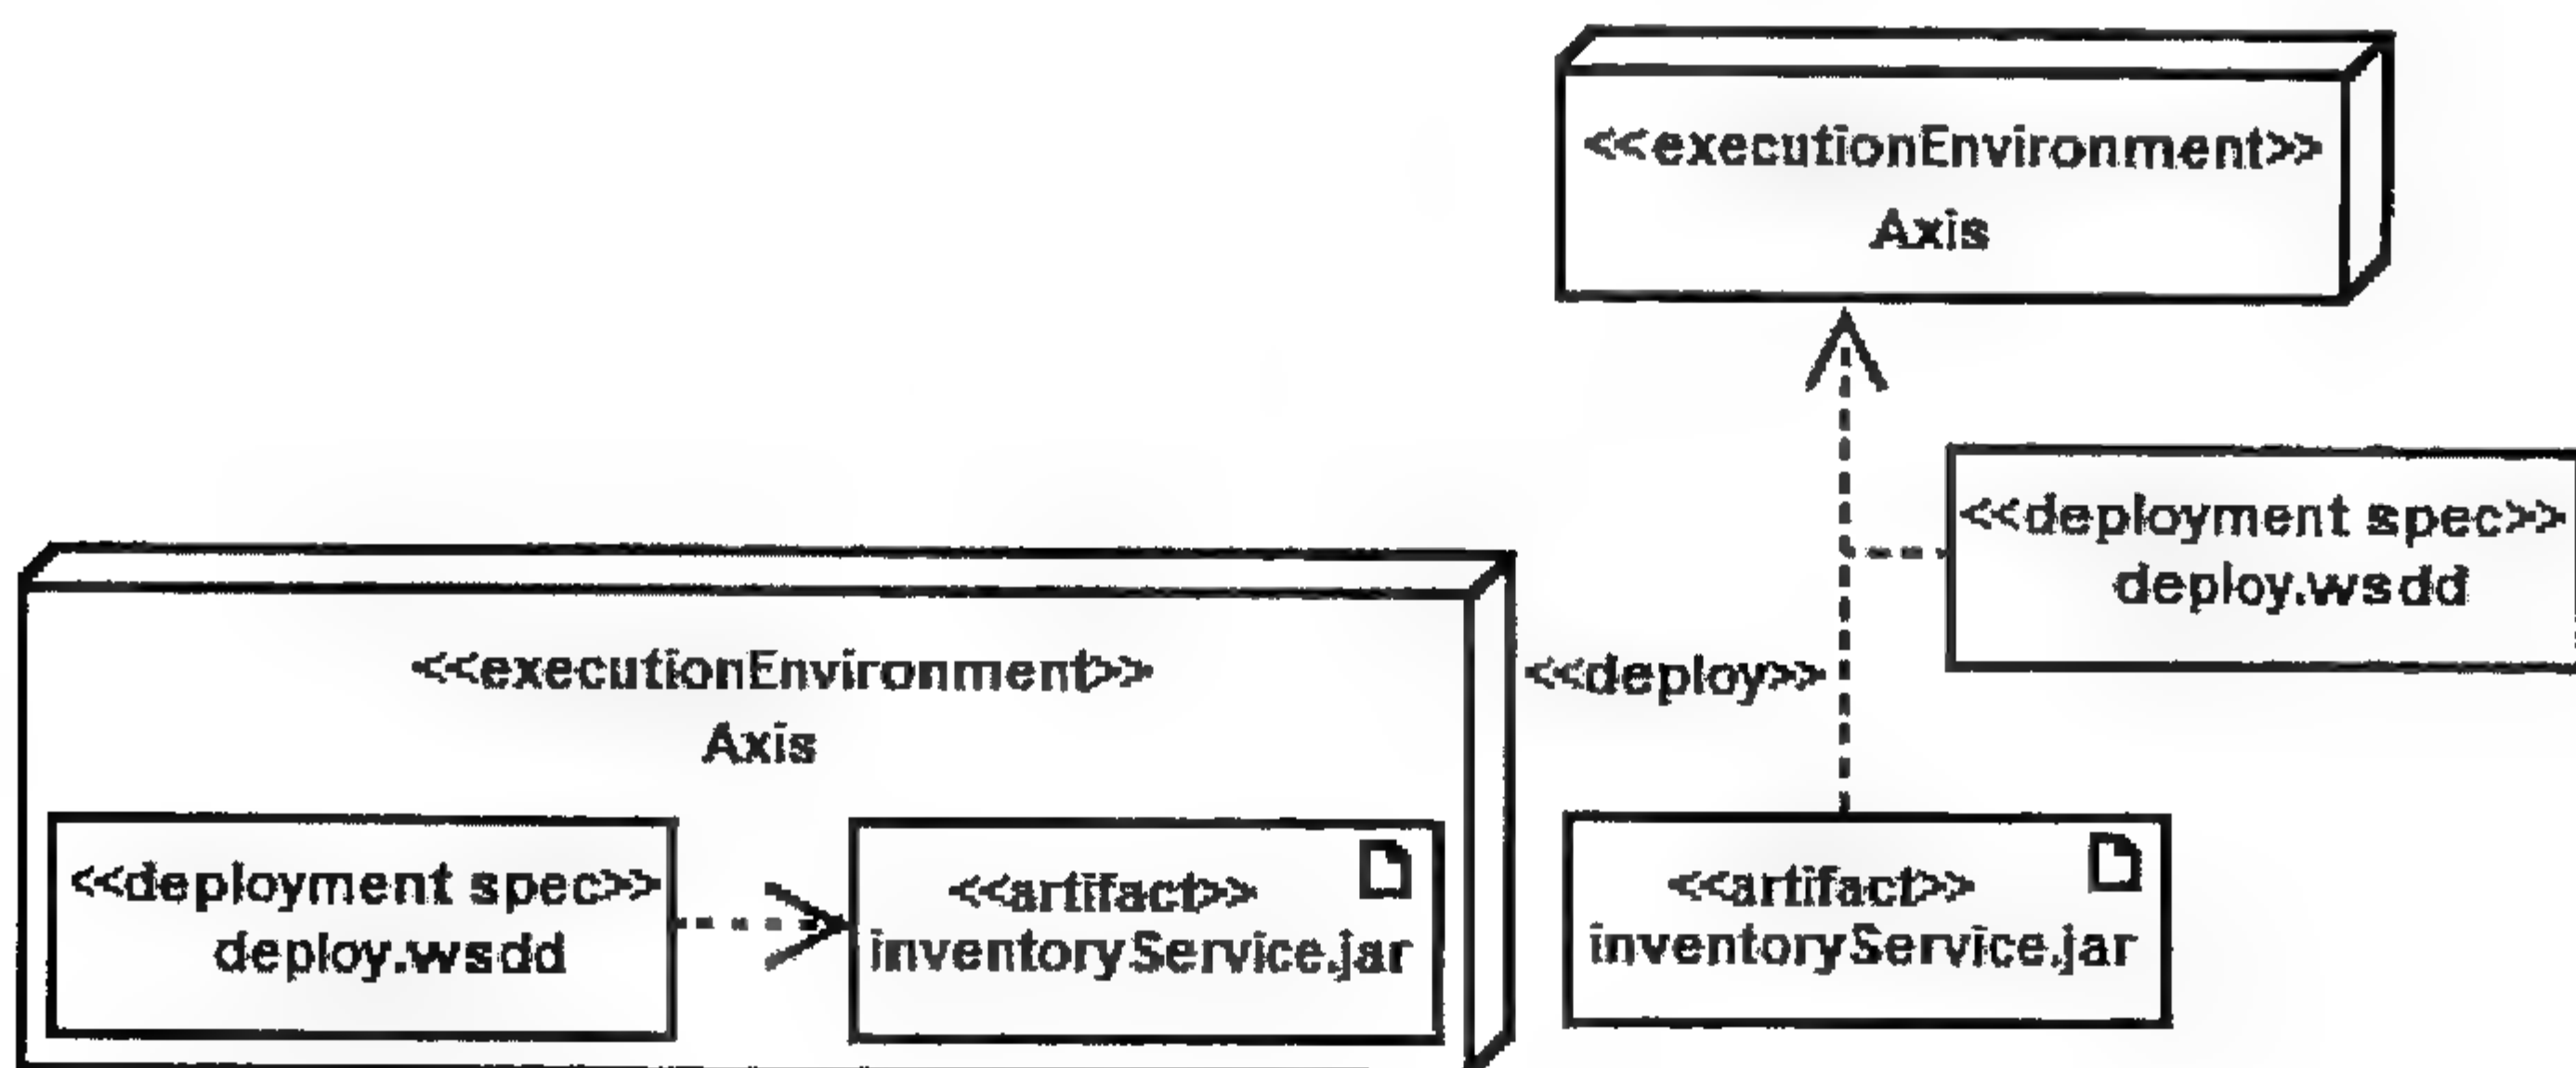 <<executionEnvironment>>
Axis
<<deployment spec>>
deploy.wsdd
<<executionEnvironment>>
Axis
<<deploy>>
<<deployment spec>>
deploy.wsdd
<<artifact>>
inventoryService.jar
<<artifact>>
inventoryService.jar